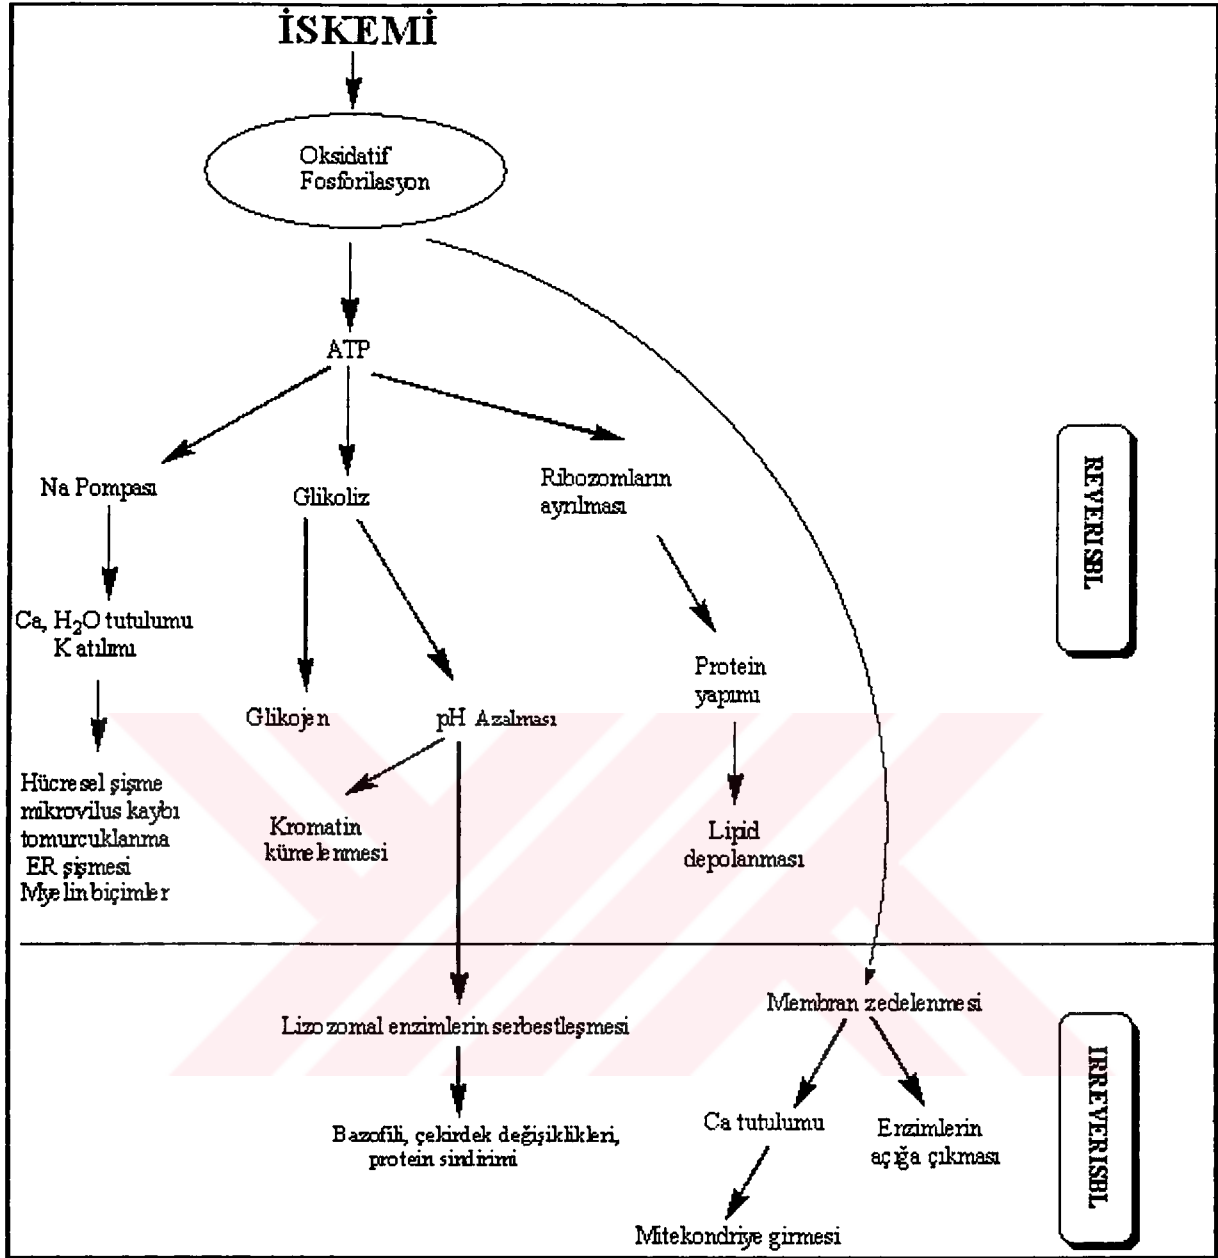 İSKEMİ
Oksidatif
Fosforilasyon
ATP
Na Pompası
Glikoliz
Ribozomların
ayrılması
REVERISBL
Ca, H₂O tutulumu
K atılımı
Glikojen
pH Azalması
Protein
yapımı
Hücresel şişme
mikrovilus kaybı
tomurcuklanma
ER şişmesi
Myelin biçimler
Kromatin
kümelenmesi
Lipid
depolanması
Lizozomal enzimlerin serbestleşmesi
Membran zedelenmesi
IRREVERISBL
Bazofili, çekirdek değişiklikleri,
protein sindirimi
Ca tutulumu
Enzimlerin
açığa çıkması
Mitekondriye girmesi